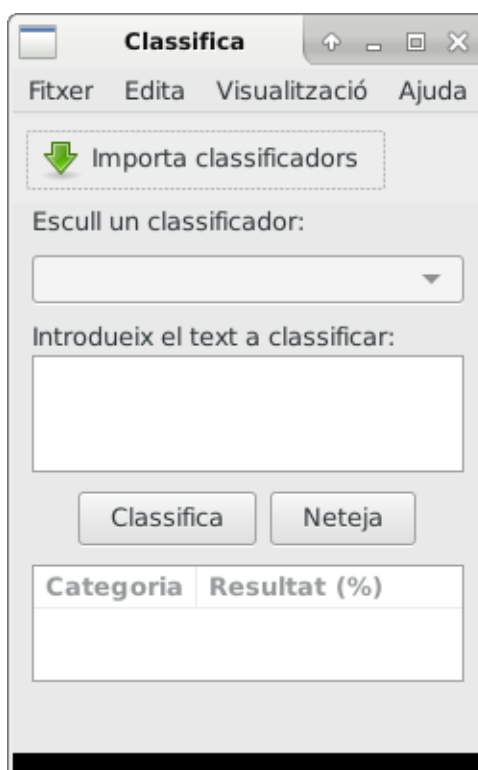 Classifica
Fitxer Edita Visualització Ajuda
Importa classificadors
Escull un classificador:
Introdueix el text a classificar:
Classifica Neteja
Categoria Resultat (%)